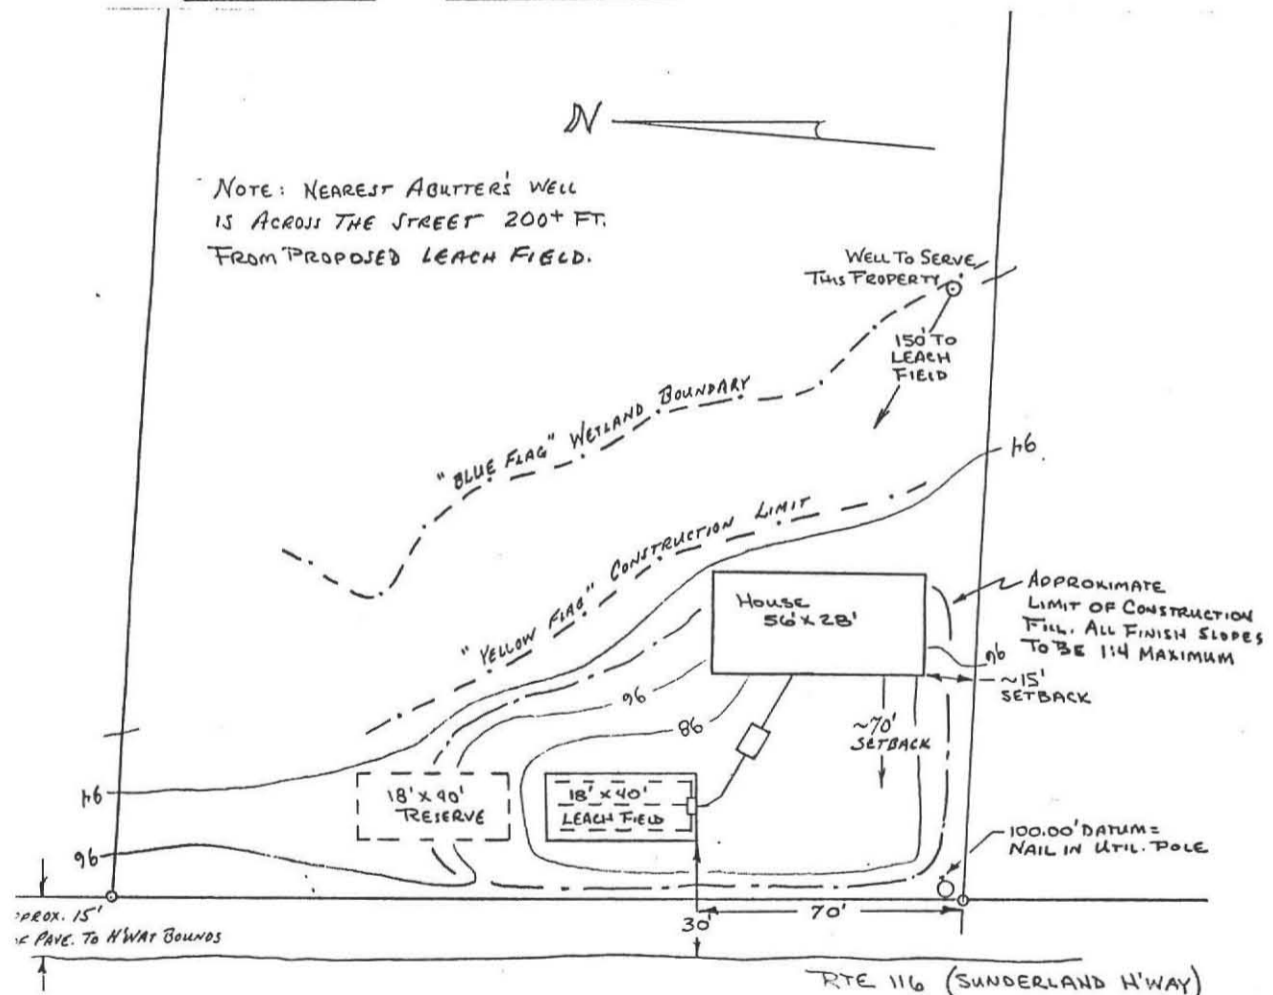 N
NOTE: NEAREST ABUTTER'S WELL
IS ACROSS THE STREET 200+ FT.
FROM PROPOSED LEACH FIELD.
WELL TO SERVE
THIS PROPERTY
150' TO
LEACH
FIELD
"BLUE FLAG" WETLAND BOUNDARY
94
"YELLOW FLAG" CONSTRUCTION LIMIT
HOUSE
56' X 28'
APPROXIMATE
LIMIT OF CONSTRUCTION
FILL. ALL FINISH SLOPES
TO BE 1:4 MAXIMUM
96
~15'
SETBACK
96
98
~70'
SETBACK
94
18' X 40'
RESERVE
18' X 40'
LEACH FIELD
100.00' DATUM =
NAIL IN UTIL. POLE
96
15'
PAVE. TO H'WAY BOUNDS
30'
70'
RTE 116 (SUNDERLAND H'WAY)